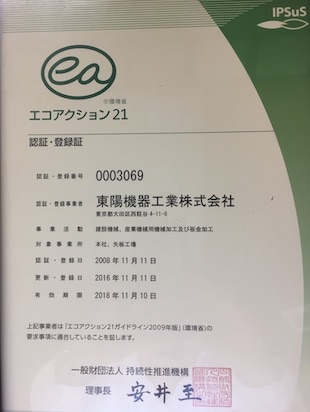 IPSuS
ea
©環境省
エコアクション21
認証・登録証
認証・登録番号 0003069
認証・登録事業者 東陽機器工業株式会社
東京都大田区西糀谷 4-11-8
事業活動 建設機械、産業機械用機械加工及び板金加工
対象事業所 本社、矢板工場
認証・登録日 2008年11月11日
更新・登録日 2016年11月11日
有効期限 2018年11月10日
上記事業者は「エコアクション21ガイドライン2009年版」(環境省)の
要求事項に適合していることを証します。
一般財団法人 持続性推進機構
理事長 安井至